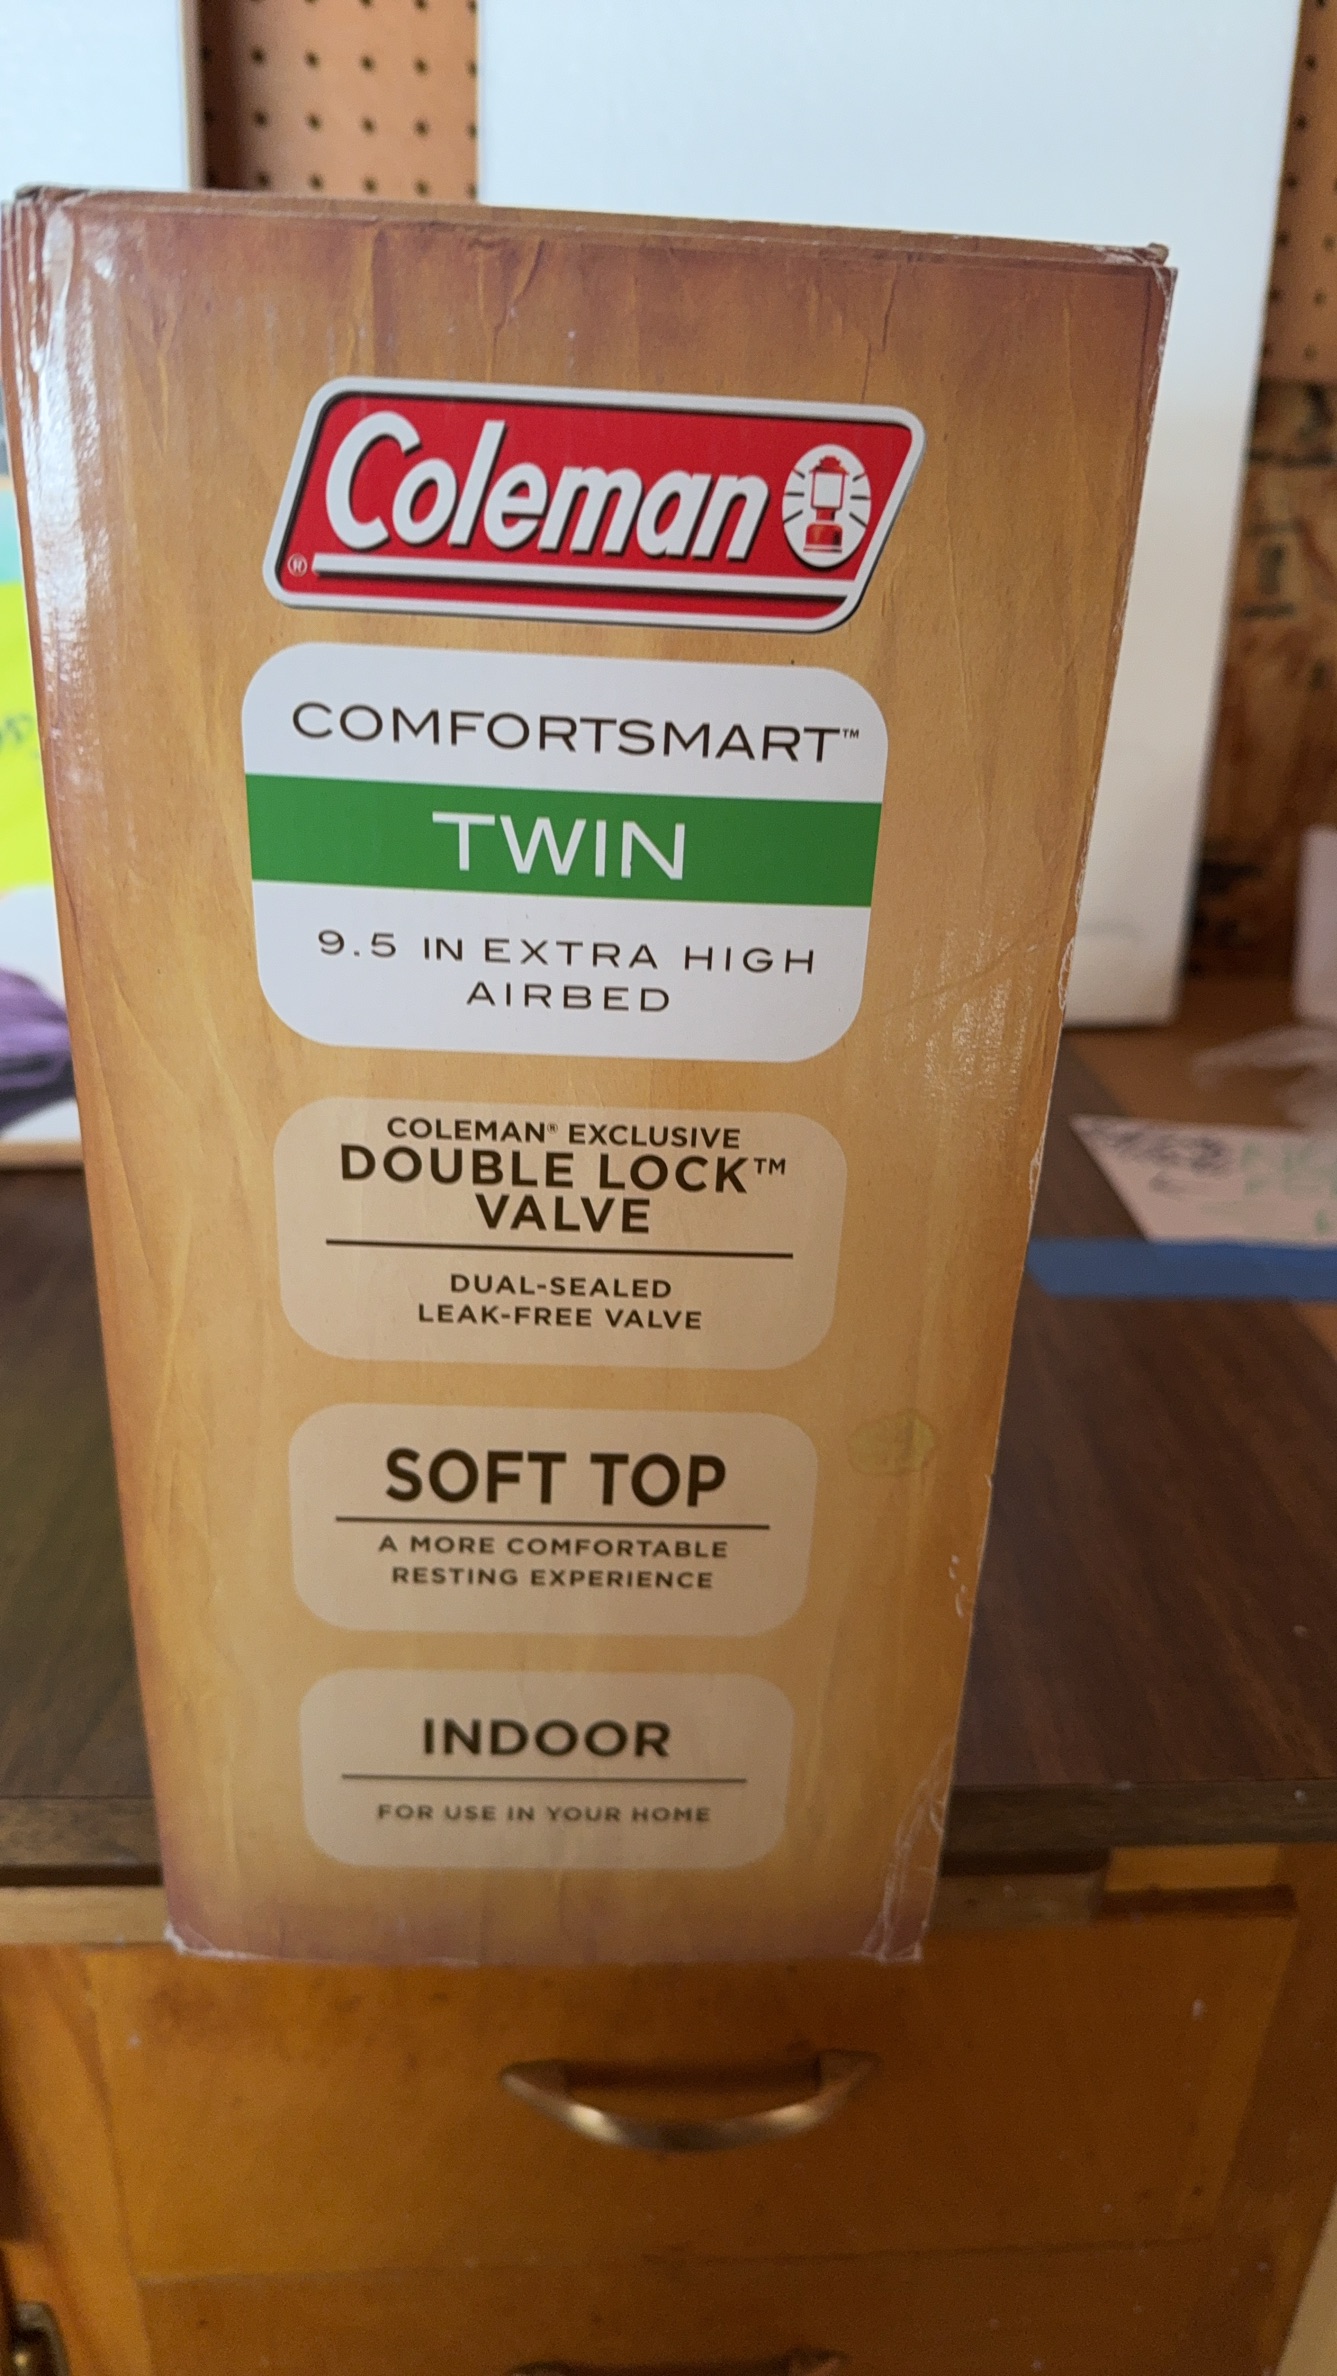 Coleman
®
COMFORTSMART™
TWIN
9.5 IN EXTRA HIGH
AIRBED
COLEMAN® EXCLUSIVE
DOUBLE LOCK™
VALVE
DUAL-SEALED
LEAK-FREE VALVE
SOFT TOP
A MORE COMFORTABLE
RESTING EXPERIENCE
INDOOR
FOR USE IN YOUR HOME